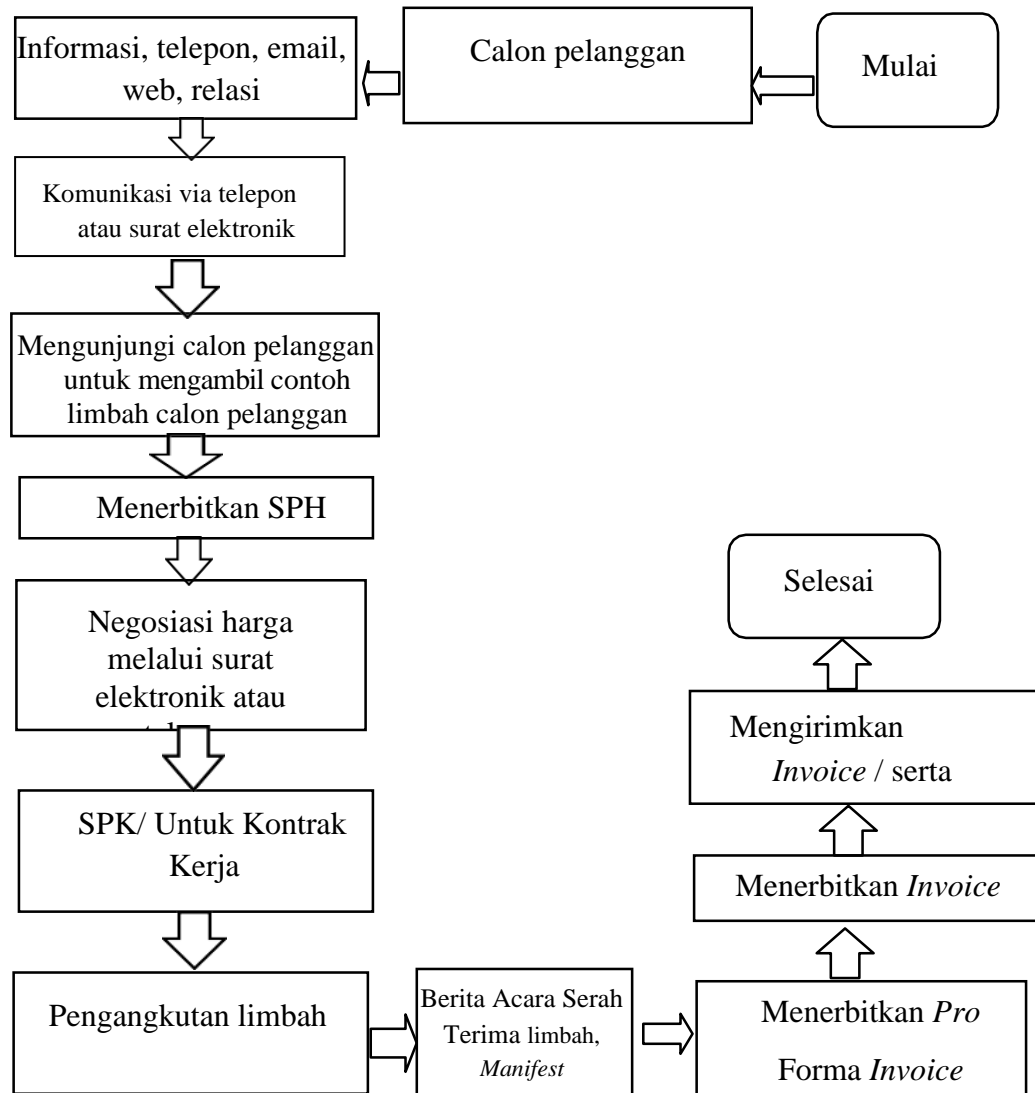 Mulai
Calon pelanggan
Informasi, telepon, email,
web, relasi
Komunikasi via telepon
atau surat elektronik
Mengunjungi calon pelanggan
untuk mengambil contoh
limbah calon pelanggan
Menerbitkan SPH
Negosiasi harga
melalui surat
elektronik atau
SPK/ Untuk Kontrak
Kerja
Pengangkutan limbah
Berita Acara Serah
Terima limbah,
Manifest
Menerbitkan Pro
Forma Invoice
Menerbitkan Invoice
Mengirimkan
Invoice / serta
Selesai